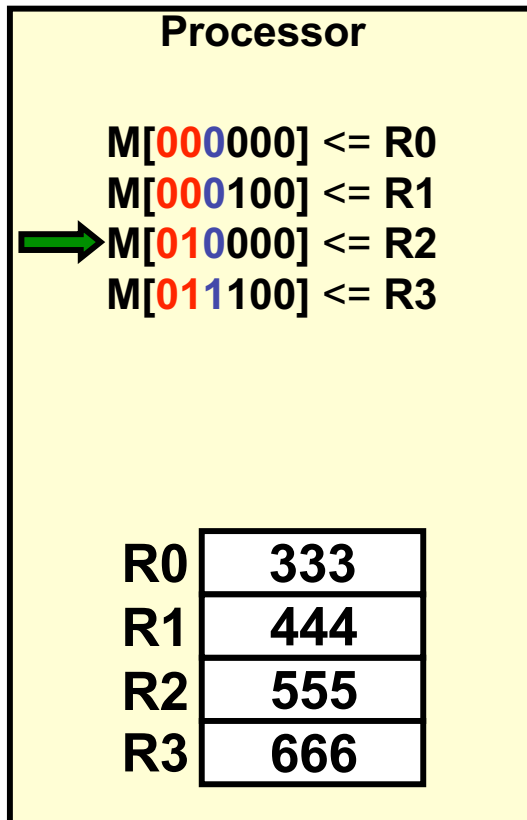 Processor
M[000000] <= R0
M[000100] <= R1
M[010000] <= R2
M[011100] <= R3
R0 333
R1 444
R2 555
R3 666